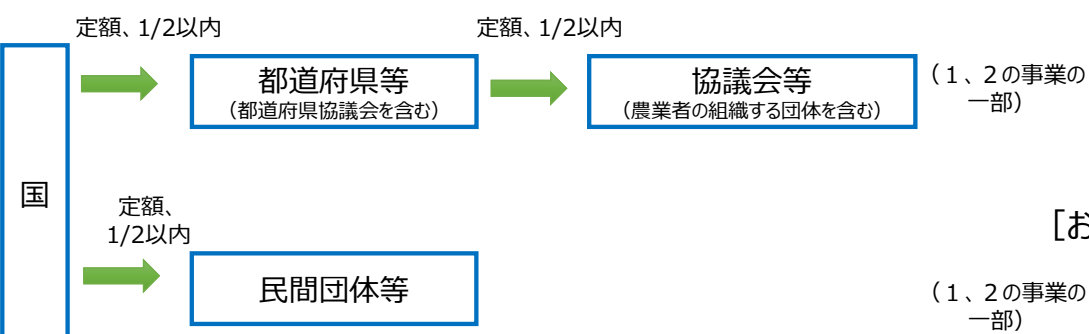 定額、1/2以内
定額、1/2以内
都道府県等
（都道府県協議会を含む）
協議会等
（農業者の組織する団体を含む）
（１、２の事業の
一部）
国
定額、
1/2以内
［お
民間団体等
（１、２の事業の
一部）